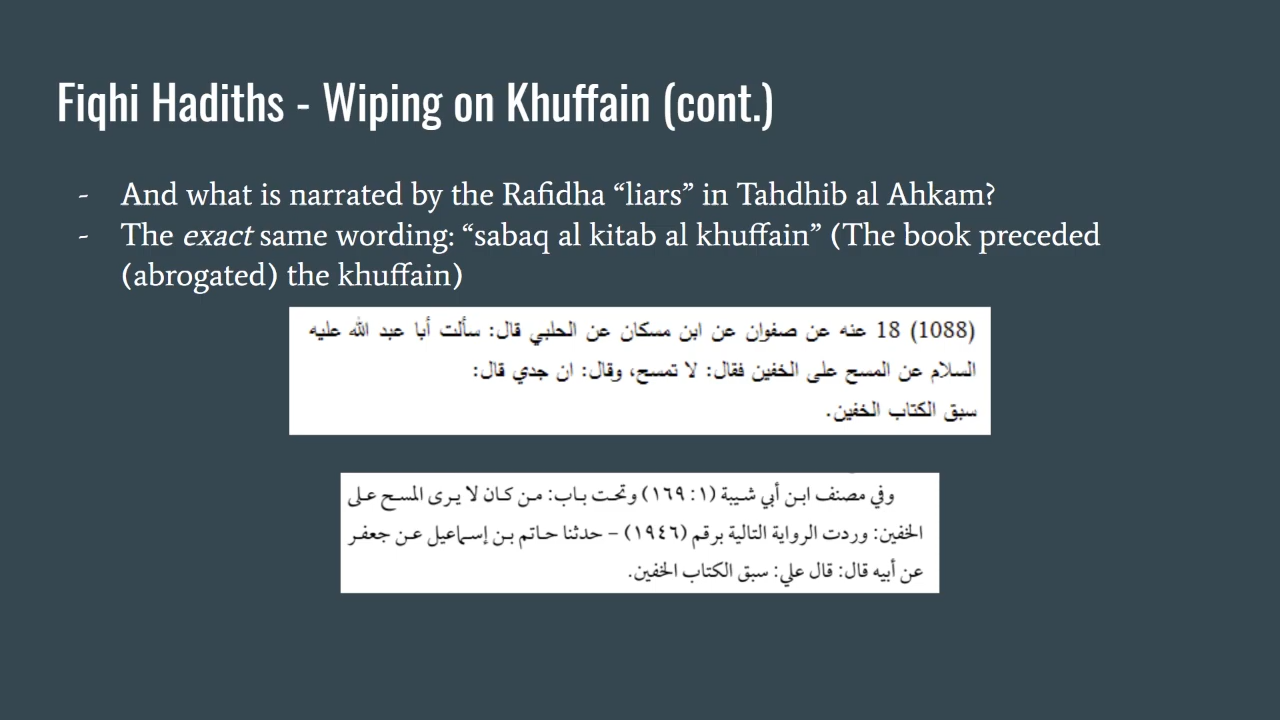 Fiqhi Hadiths - Wiping on Khuffain (cont.)
- And what is narrated by the Rafidha “liars” in Tahdhib al Ahkam?
- The exact same wording: “sabaq al kitab al khuffain” (The book preceded
(abrogated) the khuffain)
(1088) 18 عنه عن صفوان عن ابن مسكان عن الحلبي قال: سألت أبا عبد الله عليه
السلام عن المسح على الخفين فقال: لا تمسح، وقال: ان جدي قال:
سبق الكتاب الخفين.
وفي مصنف ابن أبي شيبة (١: ١٦٩) وتحت باب: من كان لا يرى المسح على
الخفين: وردت الرواية التالية برقم (١٩٤٦) – حدثنا حاتم بن إسماعيل عن جعفر
عن أبيه قال: قال علي: سبق الكتاب الخفين.